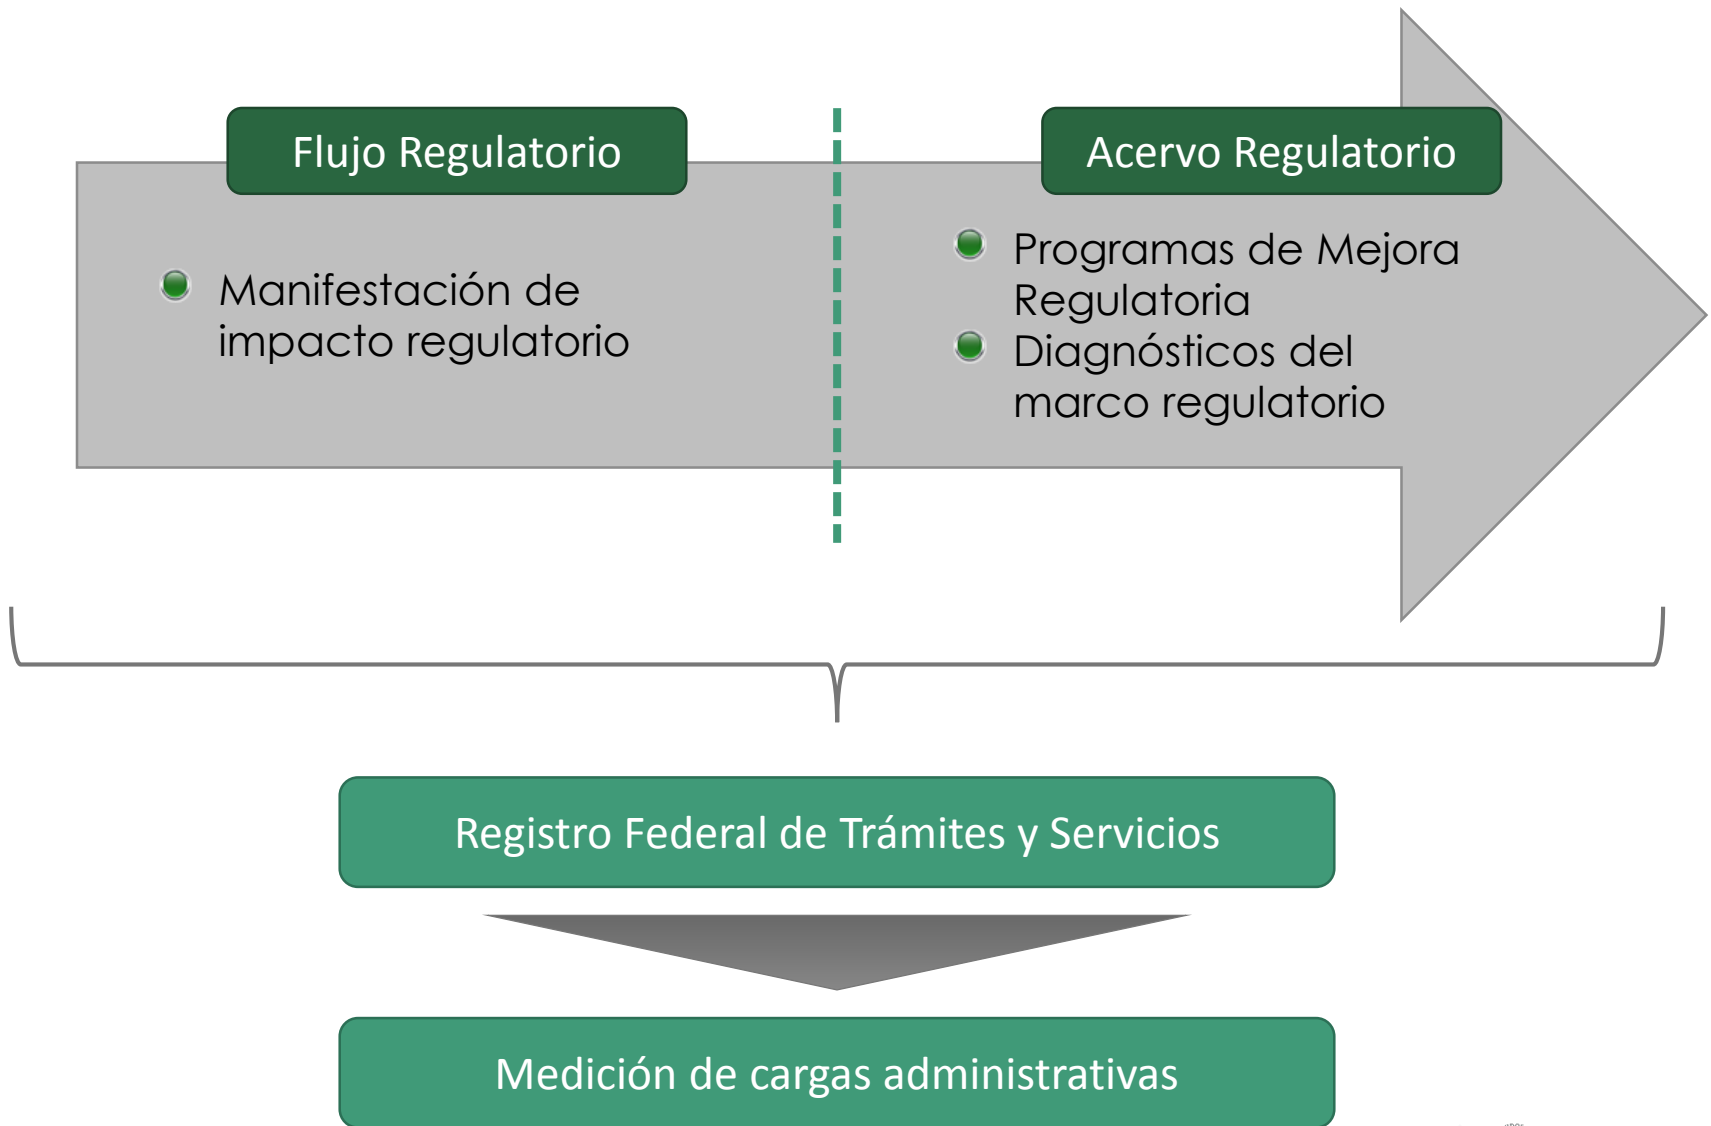 Flujo Regulatorio
Manifestación de
impacto regulatorio
Acervo Regulatorio
Programas de Mejora
Regulatoria
Diagnósticos del
marco regulatorio
Registro Federal de Trámites y Servicios
Medición de cargas administrativas